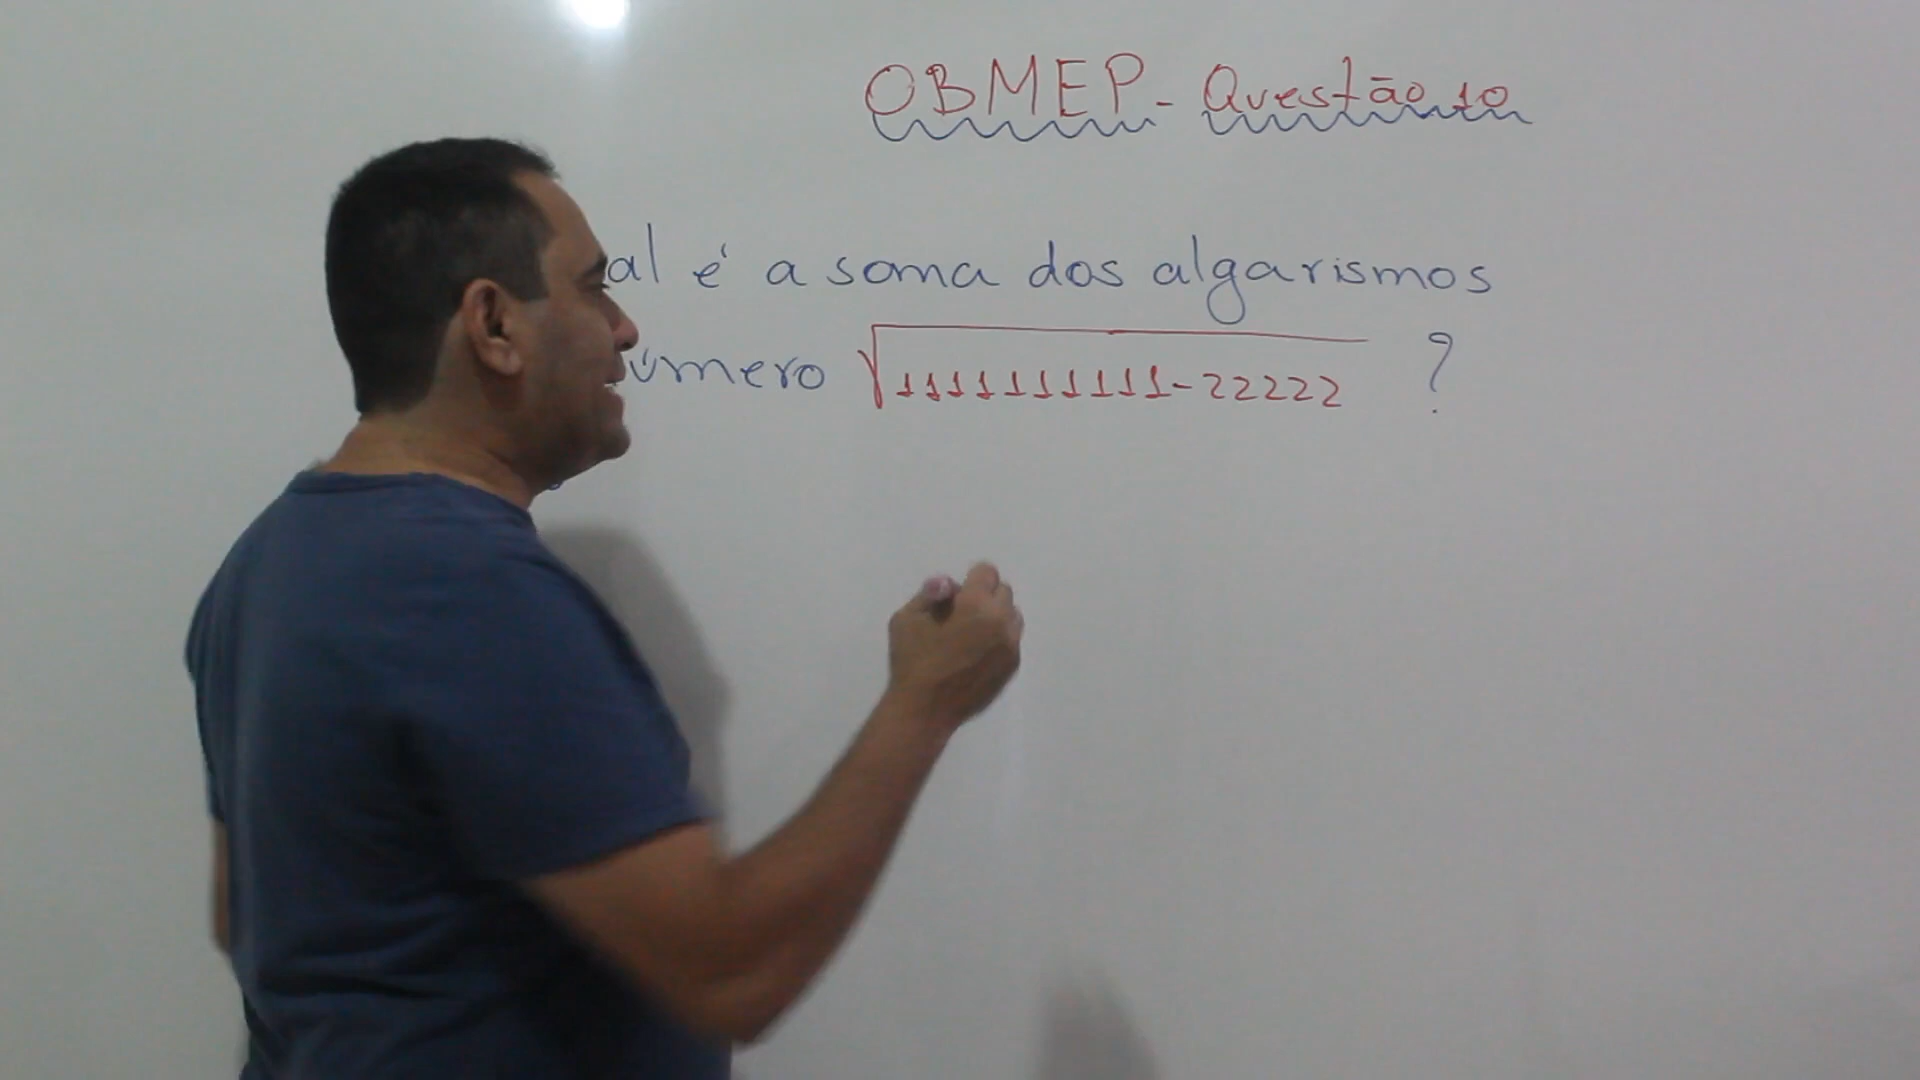 OBMEP - Questão 10
al é a soma dos algarismos
úmero √1111111111-22222 ?